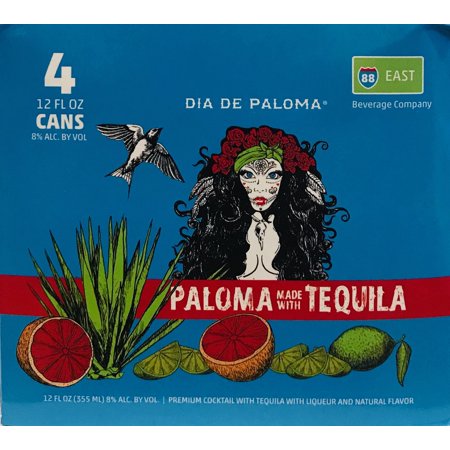 4
12 FL OZ
CANS
8% ALC. BY VOL
DIA DE PALOMA®
88 EAST
Beverage Company
PALOMA MADE WITH TEQUILA
12 FL OZ (355 ML) 8% ALC. BY VOL. | PREMIUM COCKTAIL WITH TEQUILA WITH LIQUEUR AND NATURAL FLAVOR